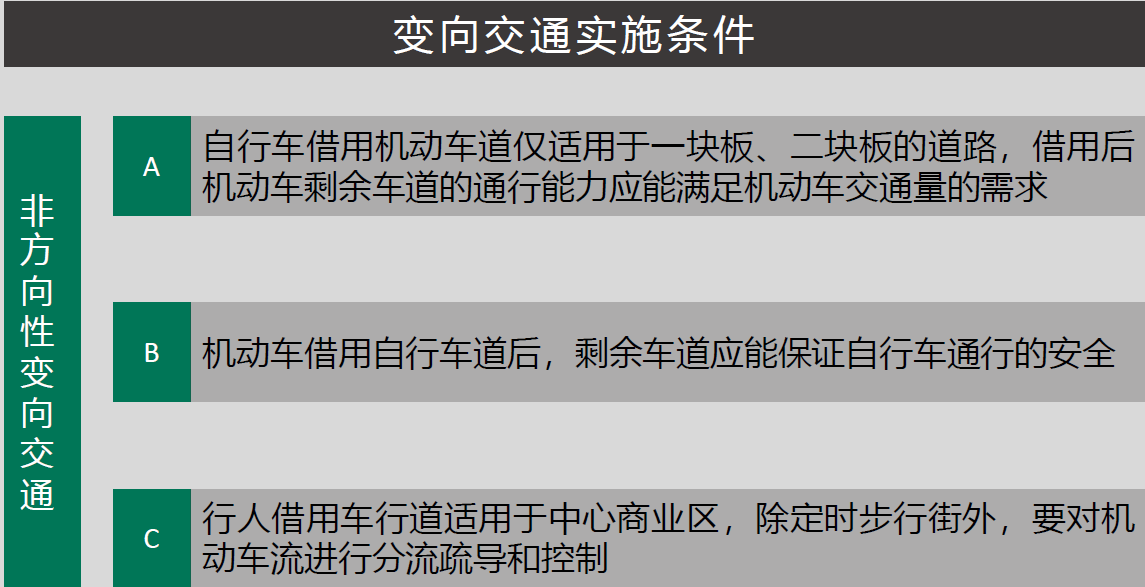 变向交通实施条件
非方向性变向交通
A
自行车借用机动车道仅适用于一块板、二块板的道路，借用后
机动车剩余车道的通行能力应能满足机动车交通量的需求
B
机动车借用自行车道后，剩余车道应能保证自行车通行的安全
C
行人借用车行道适用于中心商业区，除定时步行街外，要对机
动车流进行分流疏导和控制